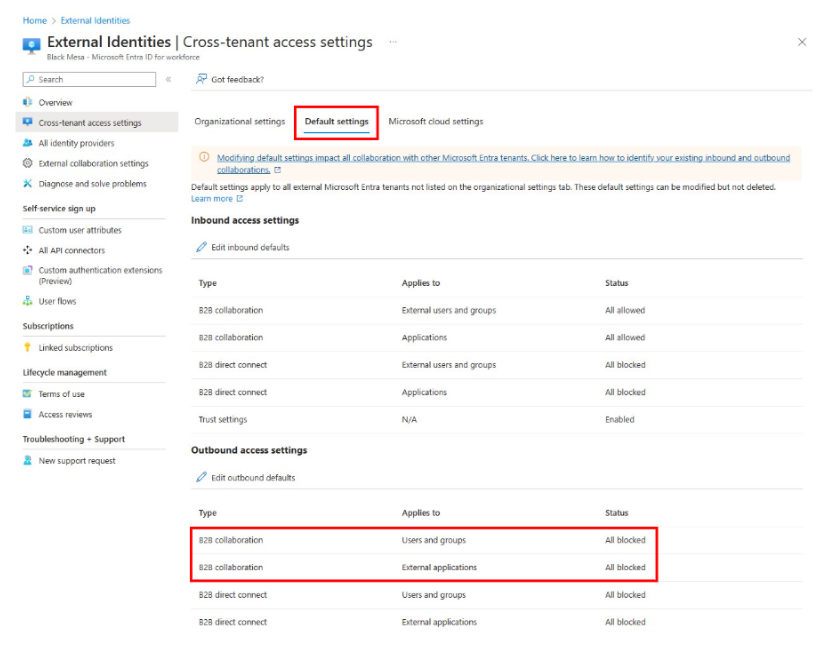 Home > External Identities
External Identities | Cross-tenant access settings ...
Black Mesa - Microsoft Entra ID for workforce
Search
«
Got feedback?
Overview
Cross-tenant access settings
All identity providers
External collaboration settings
Diagnose and solve problems
Self-service sign up
Custom user attributes
All API connectors
Custom authentication extensions
(Preview)
User flows
Subscriptions
Linked subscriptions
Lifecycle management
Terms of use
Access reviews
Troubleshooting + Support
New support request
Organizational settings Default settings Microsoft cloud settings
Modifying default settings impact all collaboration with other Microsoft Entra tenants. Click here to learn how to identify your existing inbound and outbound
collaborations.
Default settings apply to all external Microsoft Entra tenants not listed on the organizational settings tab. These default settings can be modified but not deleted.
Learn more
Inbound access settings
Edit inbound defaults
Type Applies to Status
B2B collaboration External users and groups All allowed
B2B collaboration Applications All allowed
B2B direct connect External users and groups All blocked
B2B direct connect Applications All blocked
Trust settings N/A Enabled
Outbound access settings
Edit outbound defaults
Type Applies to Status
B2B collaboration Users and groups All blocked
B2B collaboration External applications All blocked
B2B direct connect Users and groups All blocked
B2B direct connect External applications All blocked